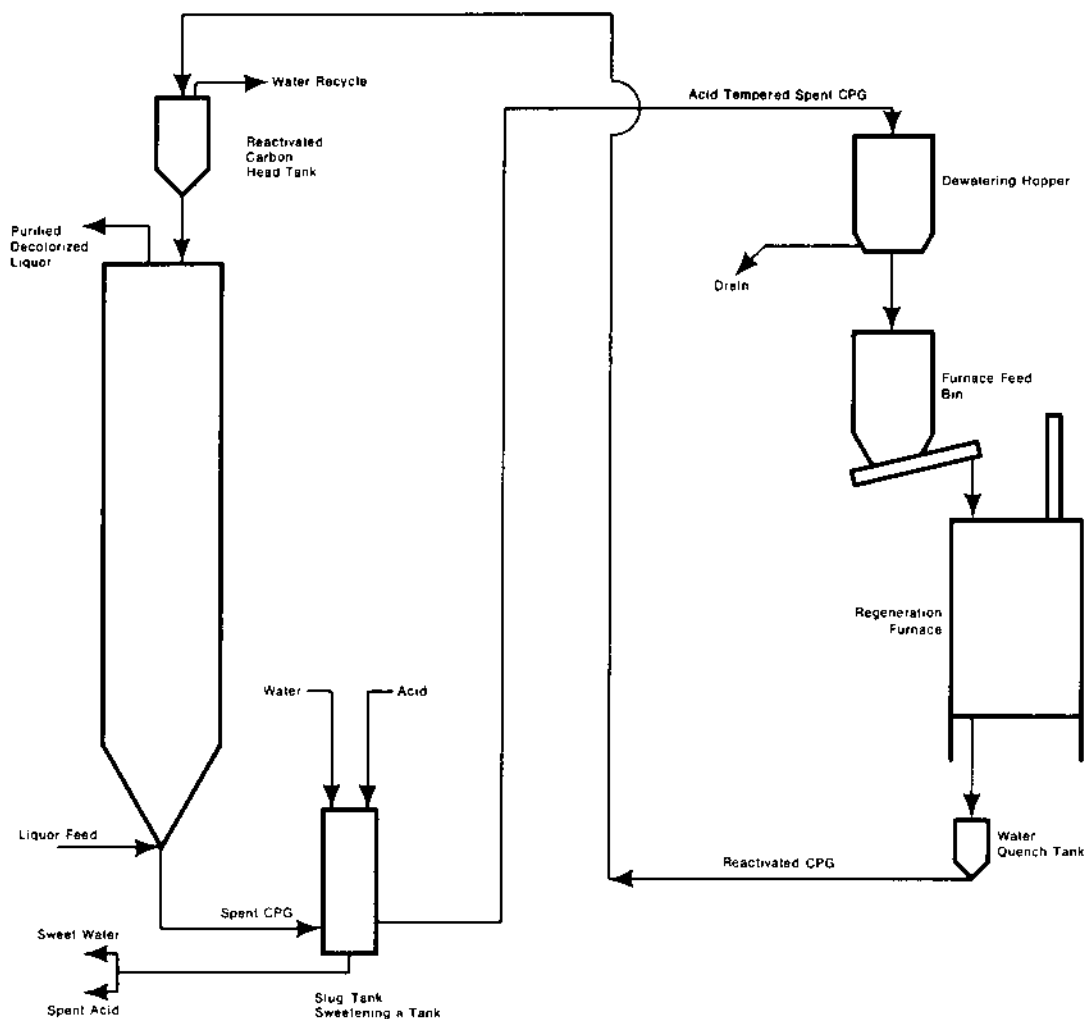 Water Recycle
Acid Tempered Spent CPG
Reactivated
Carbon
Head Tank
Dewatering Hopper
Purified
Decolorized
Liquor
Drain
Furnace Feed
Bin
Regeneration
Furnace
Water
Acid
Liquor Feed
Water
Quench Tank
Reactivated CPG
Spent CPG
Sweet Water
Spent Acid
Slug Tank
Sweetening a Tank